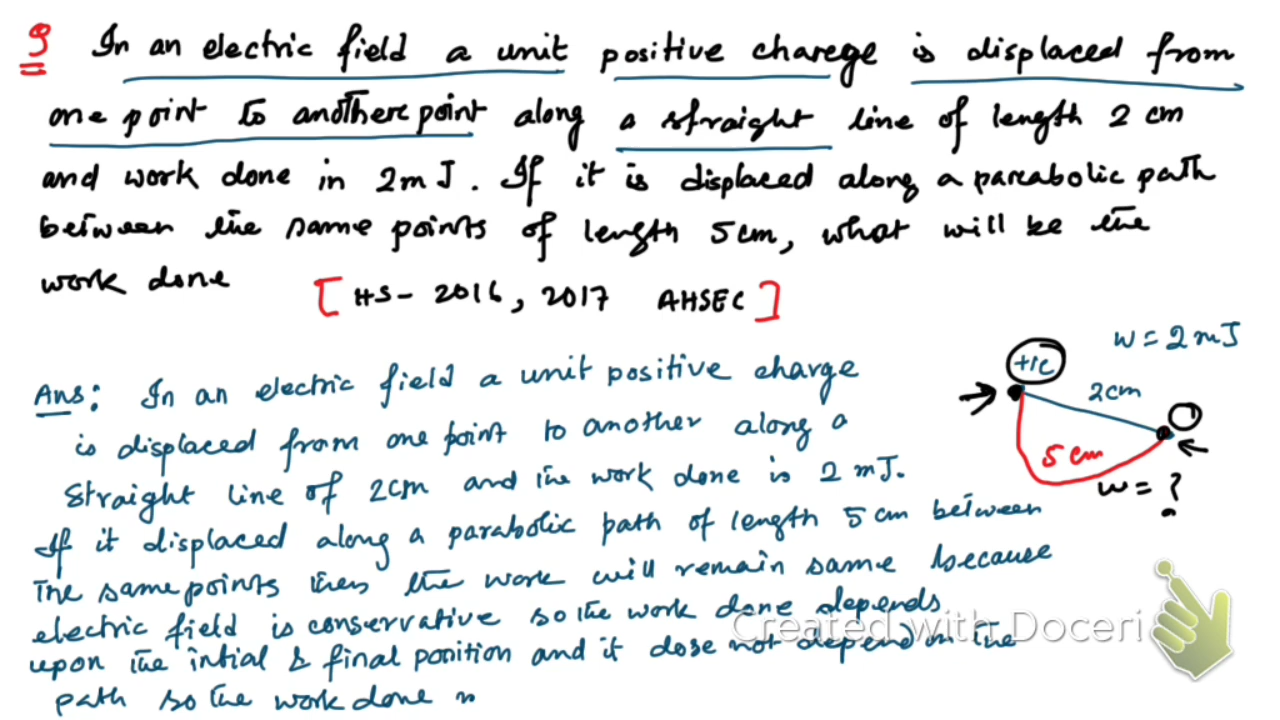 Q In an electric field a unit positive charege is displaced from
one point to anothere point along a straight line of length 2 cm
and work done in 2mJ. If it is displaced along a parabolic path
between the same points of length 5cm, what will be the
work done [HS- 2016, 2017 AHSEC]
W = 2mJ
+1C
2cm
5cm
W = ?
Ans: In an electric field a unit positive charge
is displaced from one point to another along a
straight line of 2cm and the work done is 2 mJ.
If it displaced along a parabolic path of length 5cm between
The same points then the work will remain same because
electric field is conservative so the work done depends
upon the intial & final position and it dose not depend on the
path so the work done
Created with Doceri